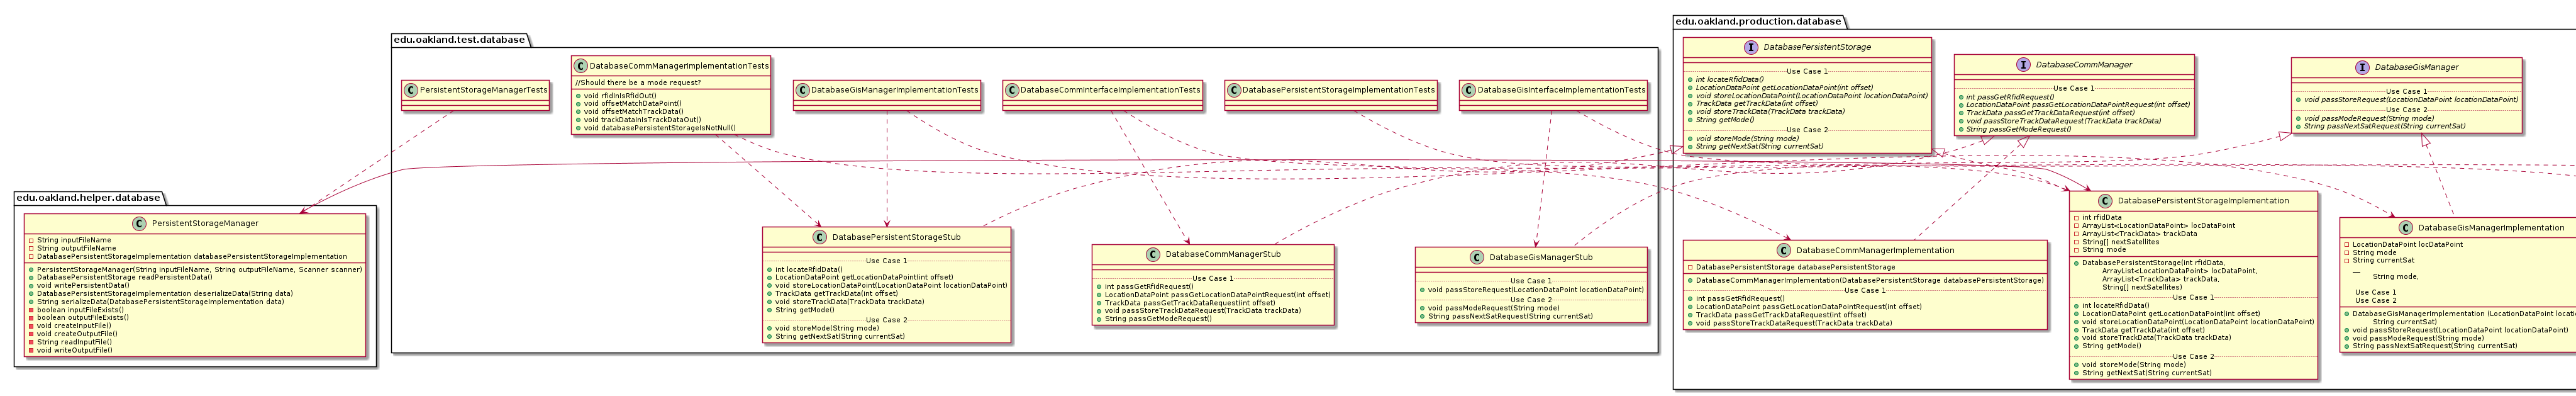 edu.oakland.helper.database
C PersistentStorageManager
String inputFileName
String outputFileName
DatabasePersistentStorageImplementation databasePersistentStorageImplementation
PersistentStorageManager(String inputFileName, String outputFileName, Scanner scanner)
DatabasePersistentStorage readPersistentData()
void writePersistentData()
DatabasePersistentStorageImplementation deserializeData(String data)
String serializeData(DatabasePersistentStorageImplementation data)
boolean inputFileExists()
boolean outputFileExists()
void createInputFile()
void createOutputFile()
String readInputFile()
void writeOutputFile()
edu.oakland.test.database
C PersistentStorageManagerTests
C DatabaseCommManagerImplementationTests
//Should there be a mode request?
void rfidInIsRfidOut()
void offsetMatchDataPoint()
void offsetMatchTrackData()
void trackDataInIsTrackDataOut()
void databasePersistentStorageIsNotNull()
C DatabaseGisManagerImplementationTests
C DatabaseCommInterfaceImplementationTests
C DatabasePersistentStorageImplementationTests
C DatabaseGisInterfaceImplementationTests
C DatabasePersistentStorageStub
Use Case 1
int locateRfidData()
LocationDataPoint getLocationDataPoint(int offset)
void storeLocationDataPoint(LocationDataPoint locationDataPoint)
TrackData getTrackData(int offset)
void storeTrackData(TrackData trackData)
String getMode()
Use Case 2
void storeMode(String mode)
String getNextSat(String currentSat)
C DatabaseCommManagerStub
Use Case 1
int passGetRfidRequest()
LocationDataPoint passGetLocationDataPointRequest(int offset)
TrackData passGetTrackDataRequest(int offset)
void passStoreTrackDataRequest(TrackData trackData)
String passGetModeRequest()
C DatabaseGisManagerStub
Use Case 1
void passStoreRequest(LocationDataPoint locationDataPoint)
Use Case 2
void passModeRequest(String mode)
String passNextSatRequest(String currentSat)
edu.oakland.production.database
I DatabasePersistentStorage
Use Case 1
int locateRfidData()
LocationDataPoint getLocationDataPoint(int offset)
void storeLocationDataPoint(LocationDataPoint locationDataPoint)
TrackData getTrackData(int offset)
void storeTrackData(TrackData trackData)
String getMode()
Use Case 2
void storeMode(String mode)
String getNextSat(String currentSat)
I DatabaseCommManager
Use Case 1
int passGetRfidRequest()
LocationDataPoint passGetLocationDataPointRequest(int offset)
TrackData passGetTrackDataRequest(int offset)
void passStoreTrackDataRequest(TrackData trackData)
String passGetModeRequest()
I DatabaseGisManager
Use Case 1
void passStoreRequest(LocationDataPoint locationDataPoint)
Use Case 2
void passModeRequest(String mode)
String passNextSatRequest(String currentSat)
C DatabaseCommManagerImplementation
DatabasePersistentStorage databasePersistentStorage
DatabaseCommManagerImplementation(DatabasePersistentStorage databasePersistentStorage)
Use Case 1
int passGetRfidRequest()
LocationDataPoint passGetLocationDataPointRequest(int offset)
TrackData passGetTrackDataRequest(int offset)
void passStoreTrackDataRequest(TrackData trackData)
C DatabasePersistentStorageImplementation
int rfidData
ArrayList<LocationDataPoint> locDataPoint
ArrayList<TrackData> trackData
String[] nextSatellites
String mode
DatabasePersistentStorage(int rfidData,
ArrayList<LocationDataPoint> locDataPoint,
ArrayList<TrackData> trackData,
String[] nextSatellites)
Use Case 1
int locateRfidData()
LocationDataPoint getLocationDataPoint(int offset)
void storeLocationDataPoint(LocationDataPoint locationDataPoint)
TrackData getTrackData(int offset)
void storeTrackData(TrackData trackData)
String getMode()
Use Case 2
void storeMode(String mode)
String getNextSat(String currentSat)
C DatabaseGisManagerImplementation
LocationDataPoint locDataPoint
String mode
String currentSat
__
String mode,
Use Case 1
Use Case 2
DatabaseGisManagerImplementation (LocationDataPoint
String currentSat)
void passStoreRequest(LocationDataPoint locationDataPoint)
void passModeRequest(String mode)
String passNextSatRequest(String currentSat)